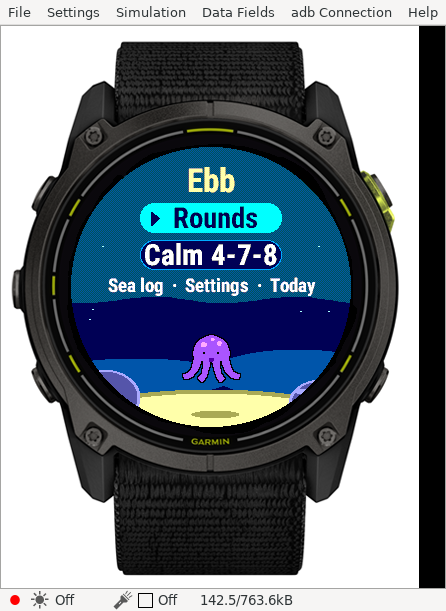 File Settings Simulation Data Fields adb Connection Help
Ebb
Rounds
Calm 4-7-8
Sea log · Settings · Today
GARMIN
Off Off 142.5/763.6kB